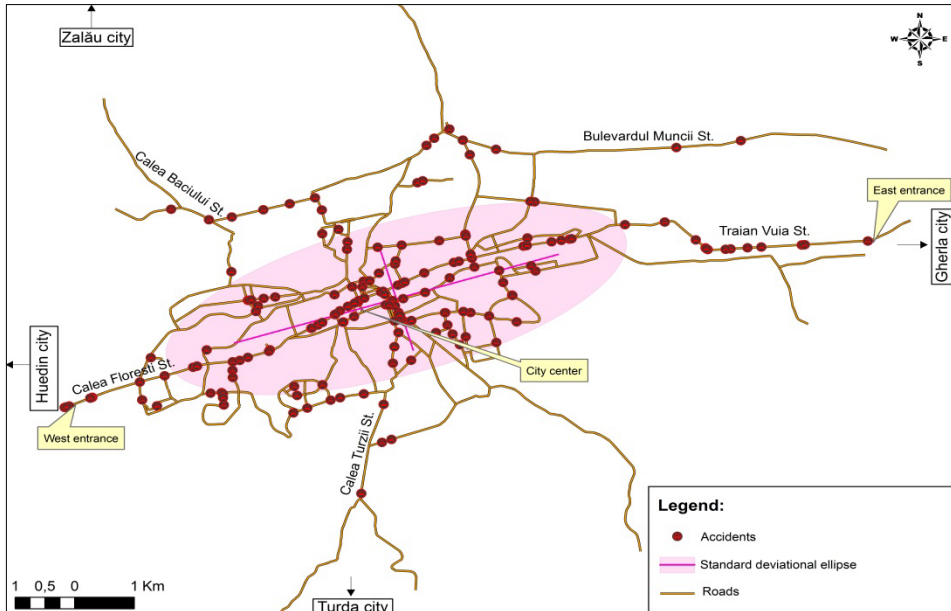 Zalău city
N
W E
S
Bulevardul Muncii St.
Calea Baciului St.
East entrance
Traian Vuia St.
Gherla city
Huedin city
Calea Floresti St.
City center
West entrance
Calea Turzii St.
Legend:
Accidents
Standard deviational ellipse
Roads
1 0,5 0 1 Km
Turda city